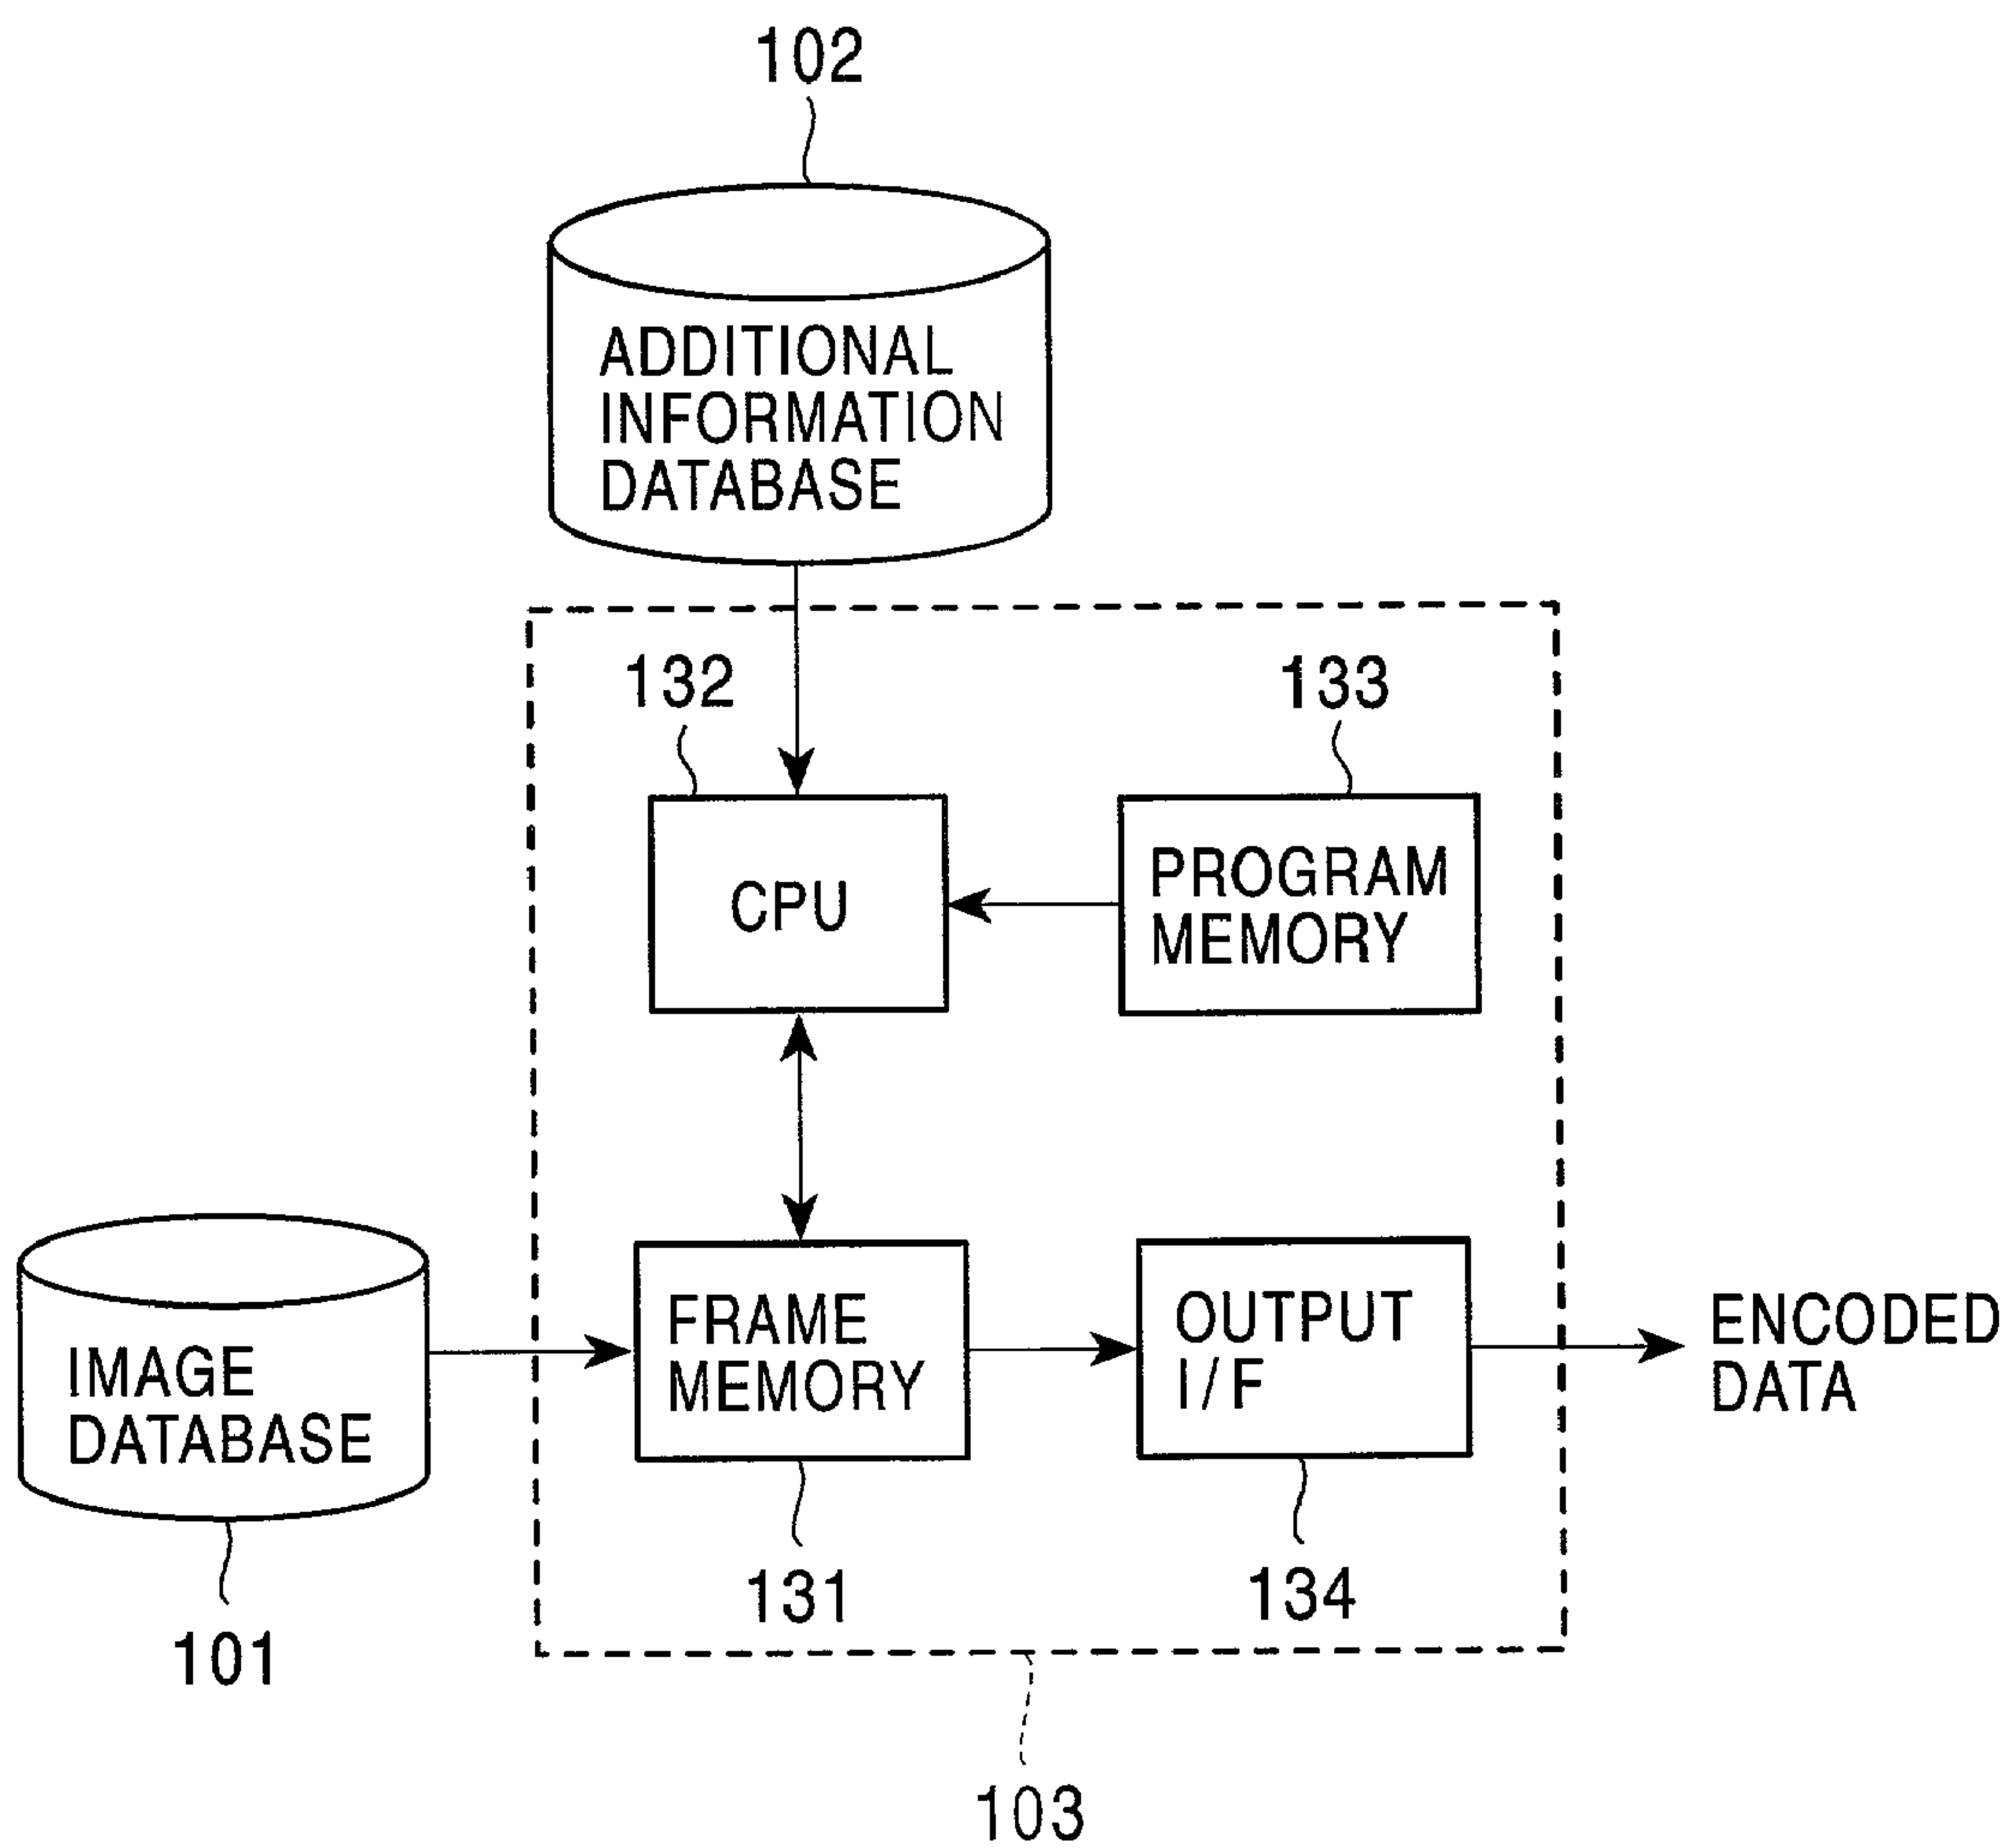 102
ADDITIONAL
INFORMATION
DATABASE
132
133
CPU
PROGRAM
MEMORY
IMAGE
DATABASE
FRAME
MEMORY
OUTPUT
I/F
ENCODED
DATA
101
131
134
103